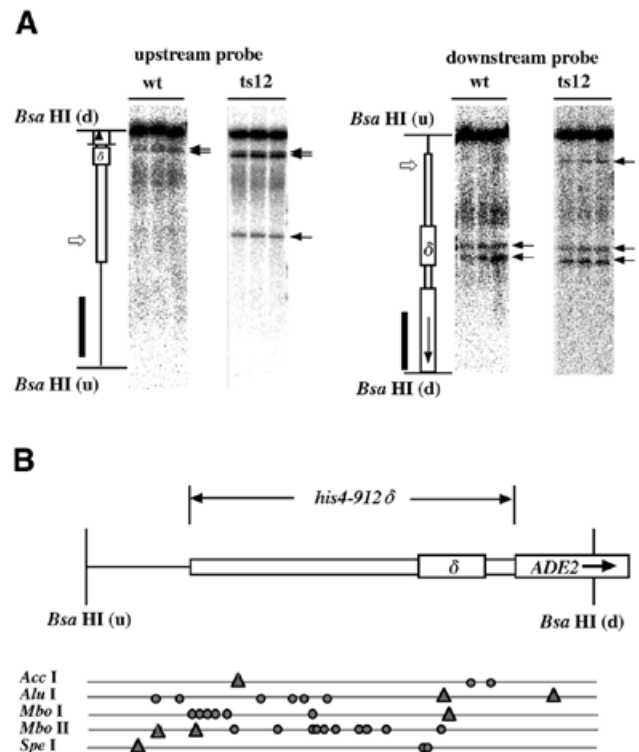 A
upstream probe
downstream probe
wt
ts12
wt
ts12
Bsa HI (d)
δ
Bsa HI (u)
Bsa HI (u)
δ
Bsa HI (d)
B
his4-912 δ
δ
ADE2
Bsa HI (u)
Bsa HI (d)
Acc I
Alu I
Mbo I
Mbo II
Spe I